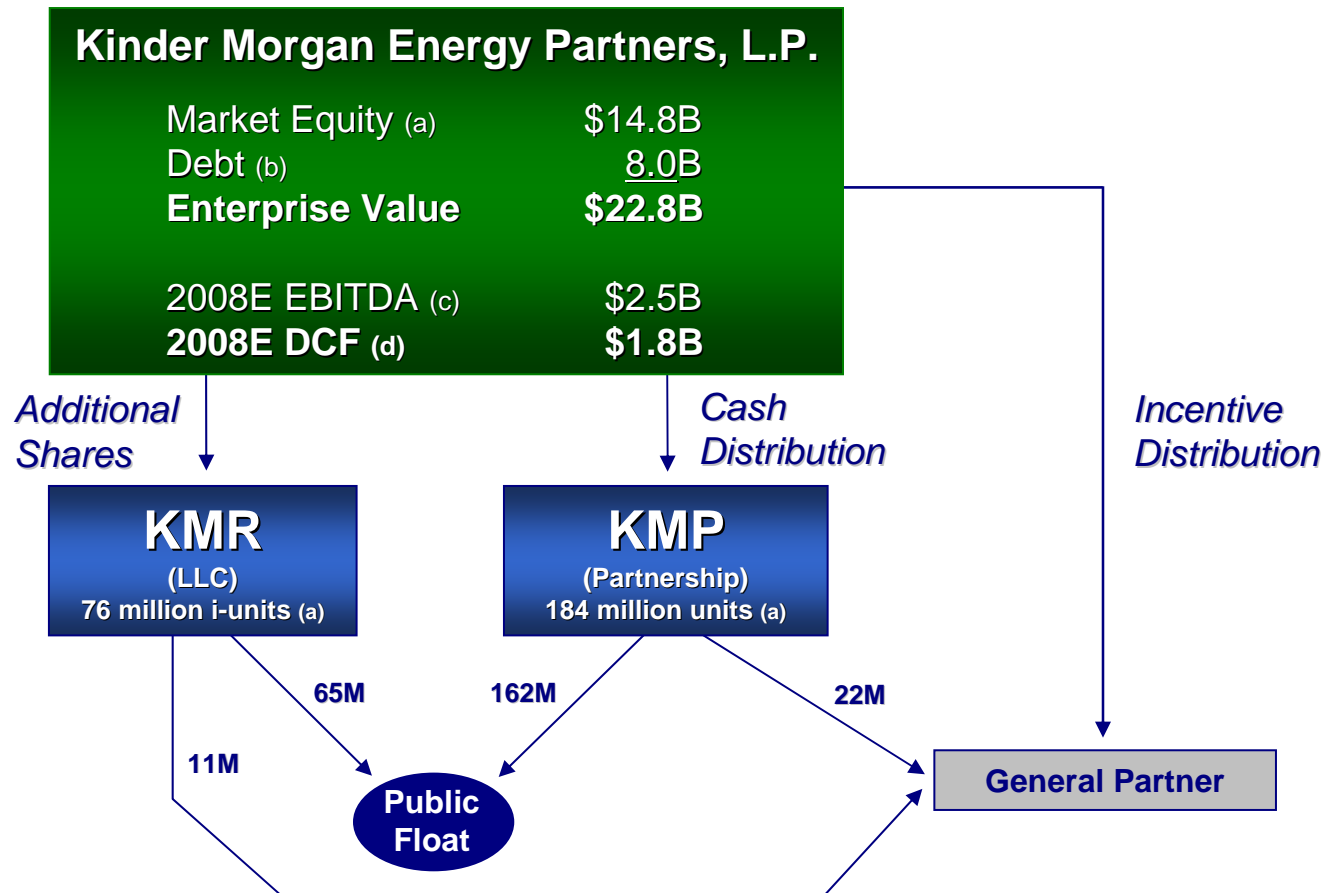 Kinder Morgan Energy Partners, L.P.
Market Equity (a) $14.8B
Debt (b) 8.0B
Enterprise Value $22.8B
2008E EBITDA (c) $2.5B
2008E DCF (d) $1.8B
Additional
Shares
Cash
Distribution
Incentive
Distribution
KMR
(LLC)
76 million i-units (a)
KMP
(Partnership)
184 million units (a)
65M
162M
22M
11M
Public
Float
General Partner